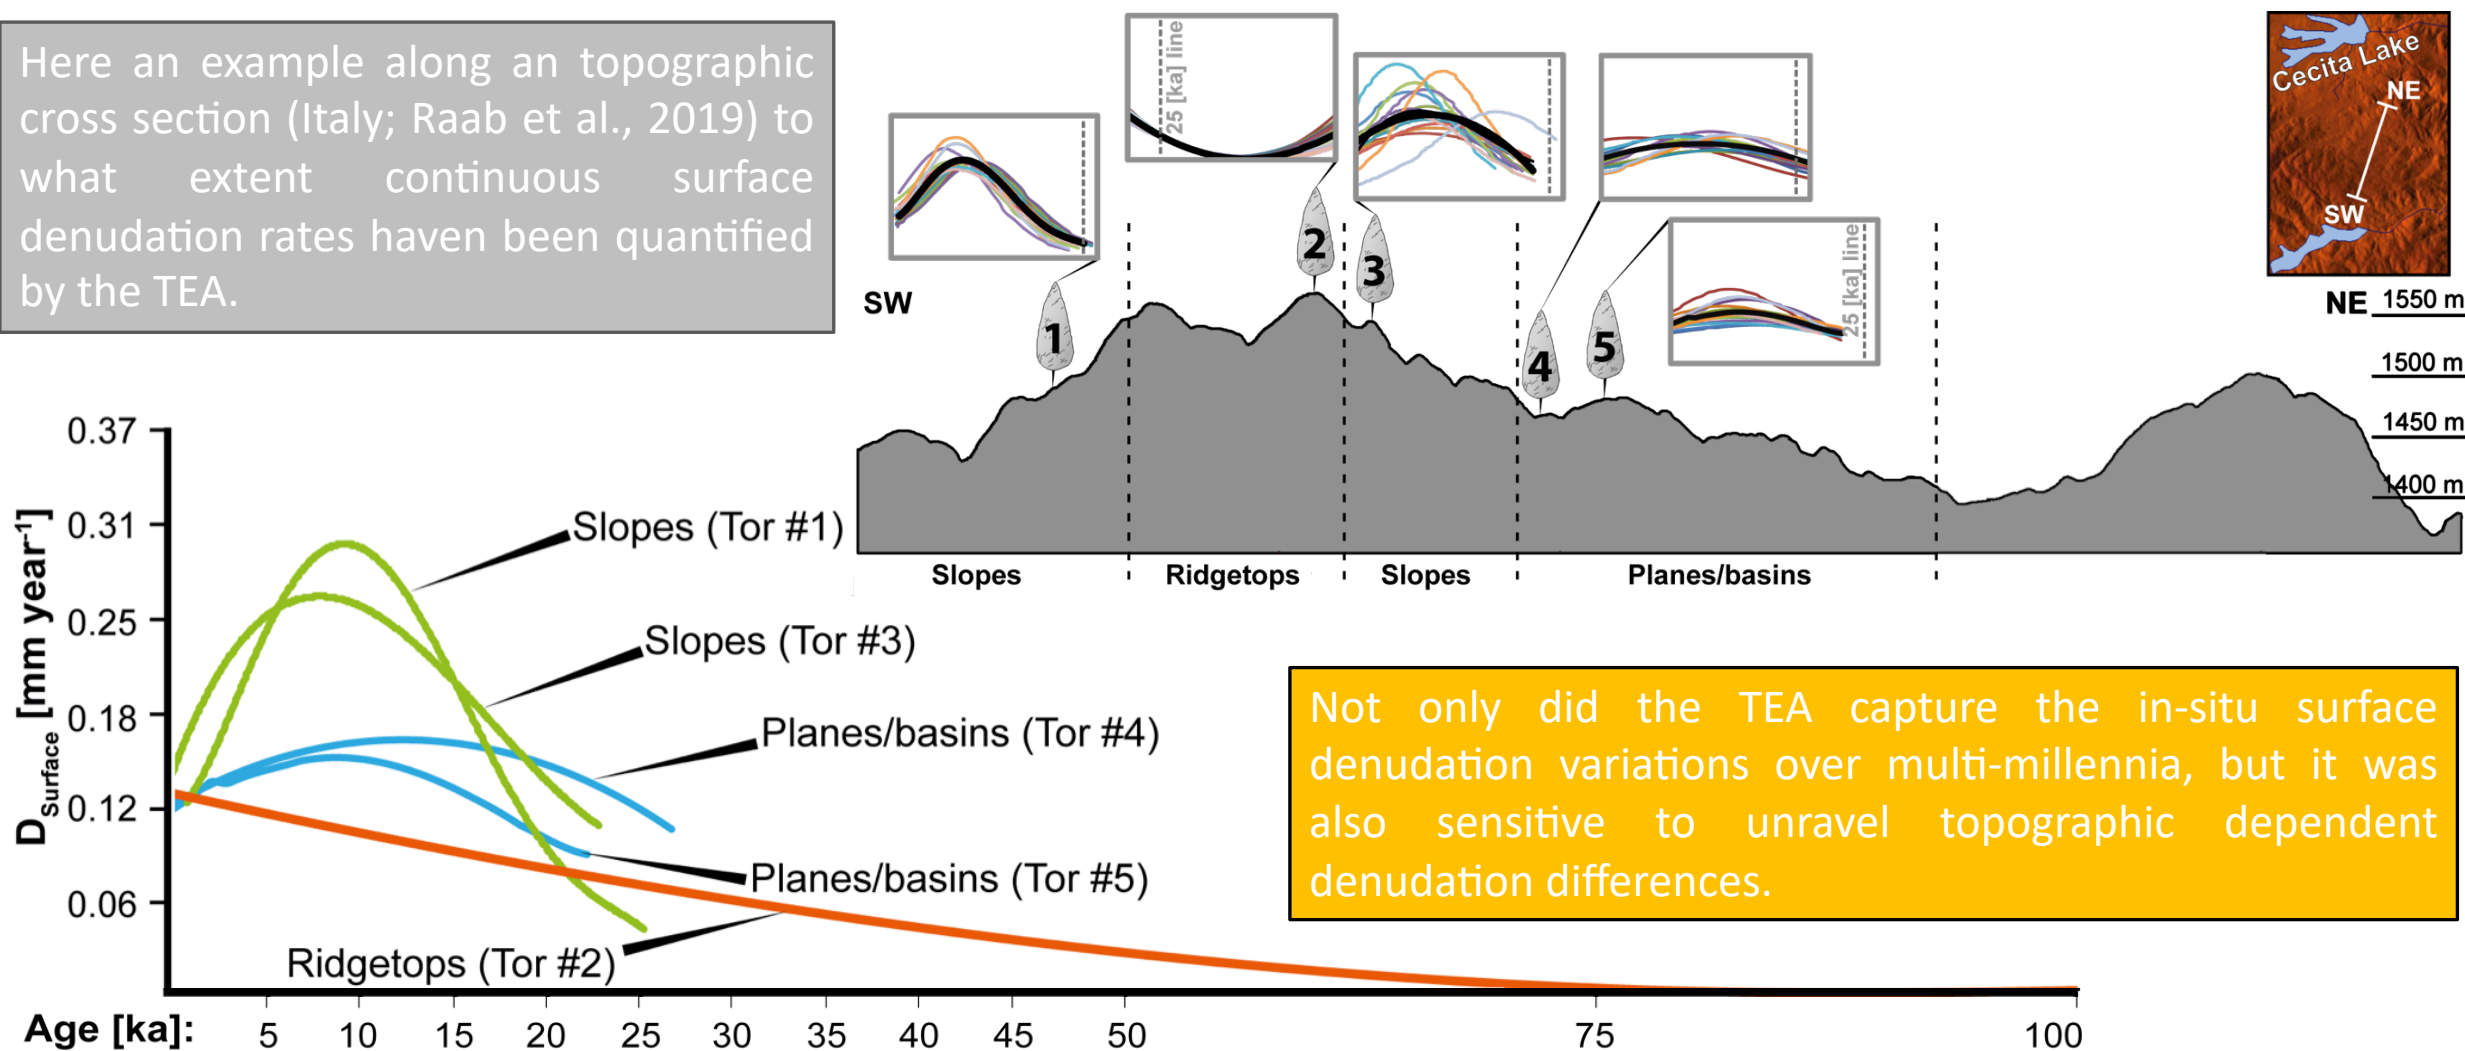 Here an example along an topographic
cross section (Italy; Raab et al., 2019) to
what extent continuous surface
denudation rates haven been quantified
by the TEA.
25 [ka] line
Cecita Lake
NE
SW
SW
1
2
3
4
5
25 [ka] line
NE
1550 m
1500 m
1450 m
1400 m
Slopes
Ridgetops
Slopes
Planes/basins
DSurface [mm year-1]
0.37
0.31
0.25
0.18
0.12
0.06
Slopes (Tor #1)
Slopes (Tor #3)
Planes/basins (Tor #4)
Planes/basins (Tor #5)
Ridgetops (Tor #2)
Age [ka]: 5 10 15 20 25 30 35 40 45 50 75 100
Not only did the TEA capture the in-situ surface
denudation variations over multi-millennia, but it was
also sensitive to unravel topographic dependent
denudation differences.